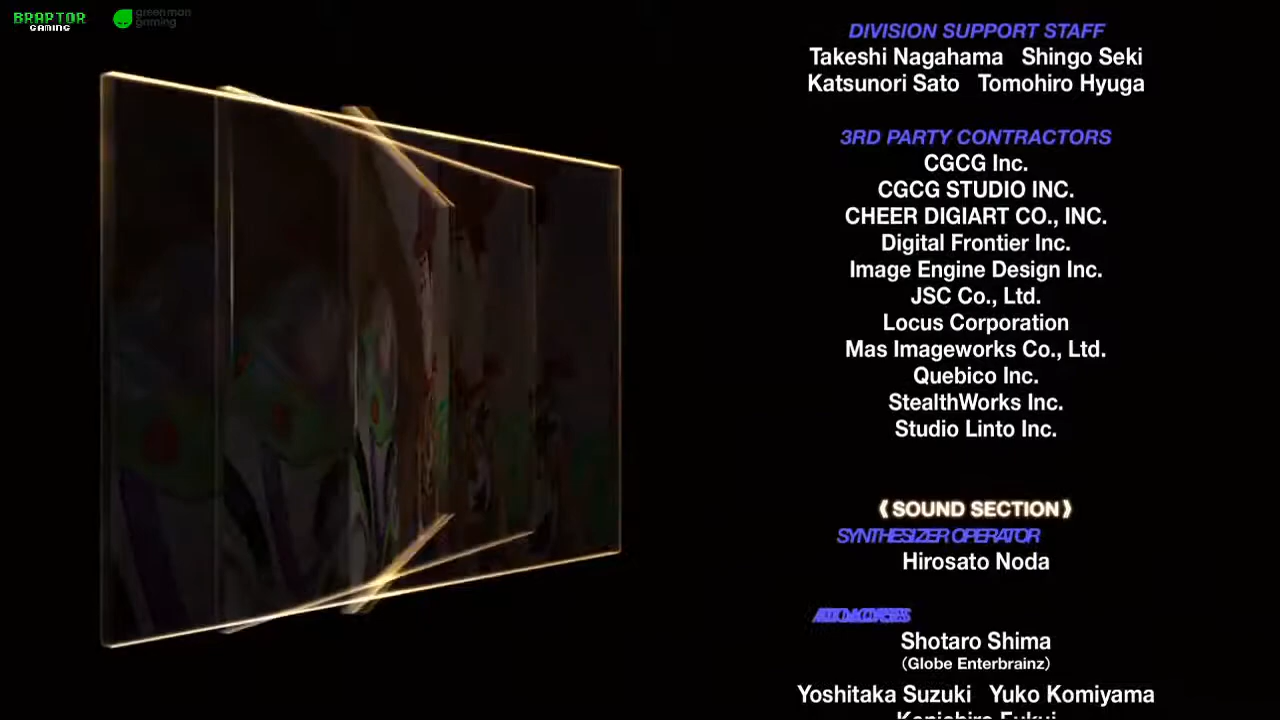 BRAPTOR
GAMING
greenman
gaming
DIVISION SUPPORT STAFF
Takeshi Nagahama Shingo Seki
Katsunori Sato Tomohiro Hyuga
3RD PARTY CONTRACTORS
CGCG Inc.
CGCG STUDIO INC.
CHEER DIGIART CO., INC.
Digital Frontier Inc.
Image Engine Design Inc.
JSC Co., Ltd.
Locus Corporation
Mas Imageworks Co., Ltd.
Quebico Inc.
StealthWorks Inc.
Studio Linto Inc.
⟪SOUND SECTION⟫
SYNTHESIZER OPERATOR
Hirosato Noda
Shotaro Shima
(Globe Enterbrainz)
Yoshitaka Suzuki Yuko Komiyama